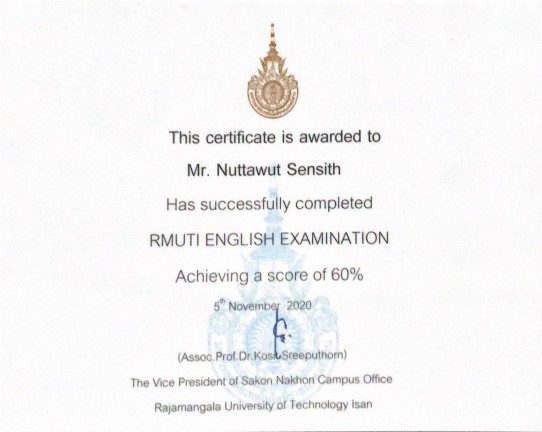 This certificate is awarded to
Mr. Nuttawut Sensith
Has successfully completed
RMUTI ENGLISH EXAMINATION
Achieving a score of 60%
5th November 2020
(Assoc.Prof.Dr.Kosit Sreeputhorn)
The Vice President of Sakon Nakhon Campus Office
Rajamangala University of Technology Isan